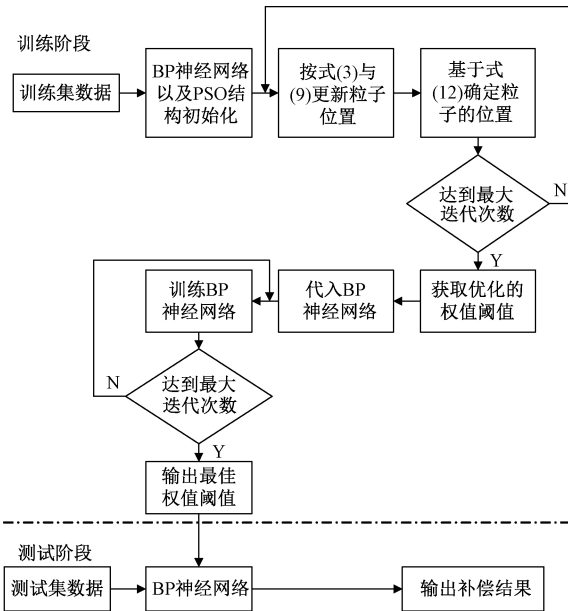 训练阶段
训练集数据
BP神经网络
以及PSO结
构初始化
按式(3)与
(9)更新粒子
位置
基于式
(12)确定粒
子的位置
达到最大
迭代次数
N
Y
获取优化的
权值阈值
代入BP
神经网络
训练BP
神经网络
达到最大
迭代次数
N
Y
输出最佳
权值阈值
测试阶段
测试集数据
BP神经网络
输出补偿结果